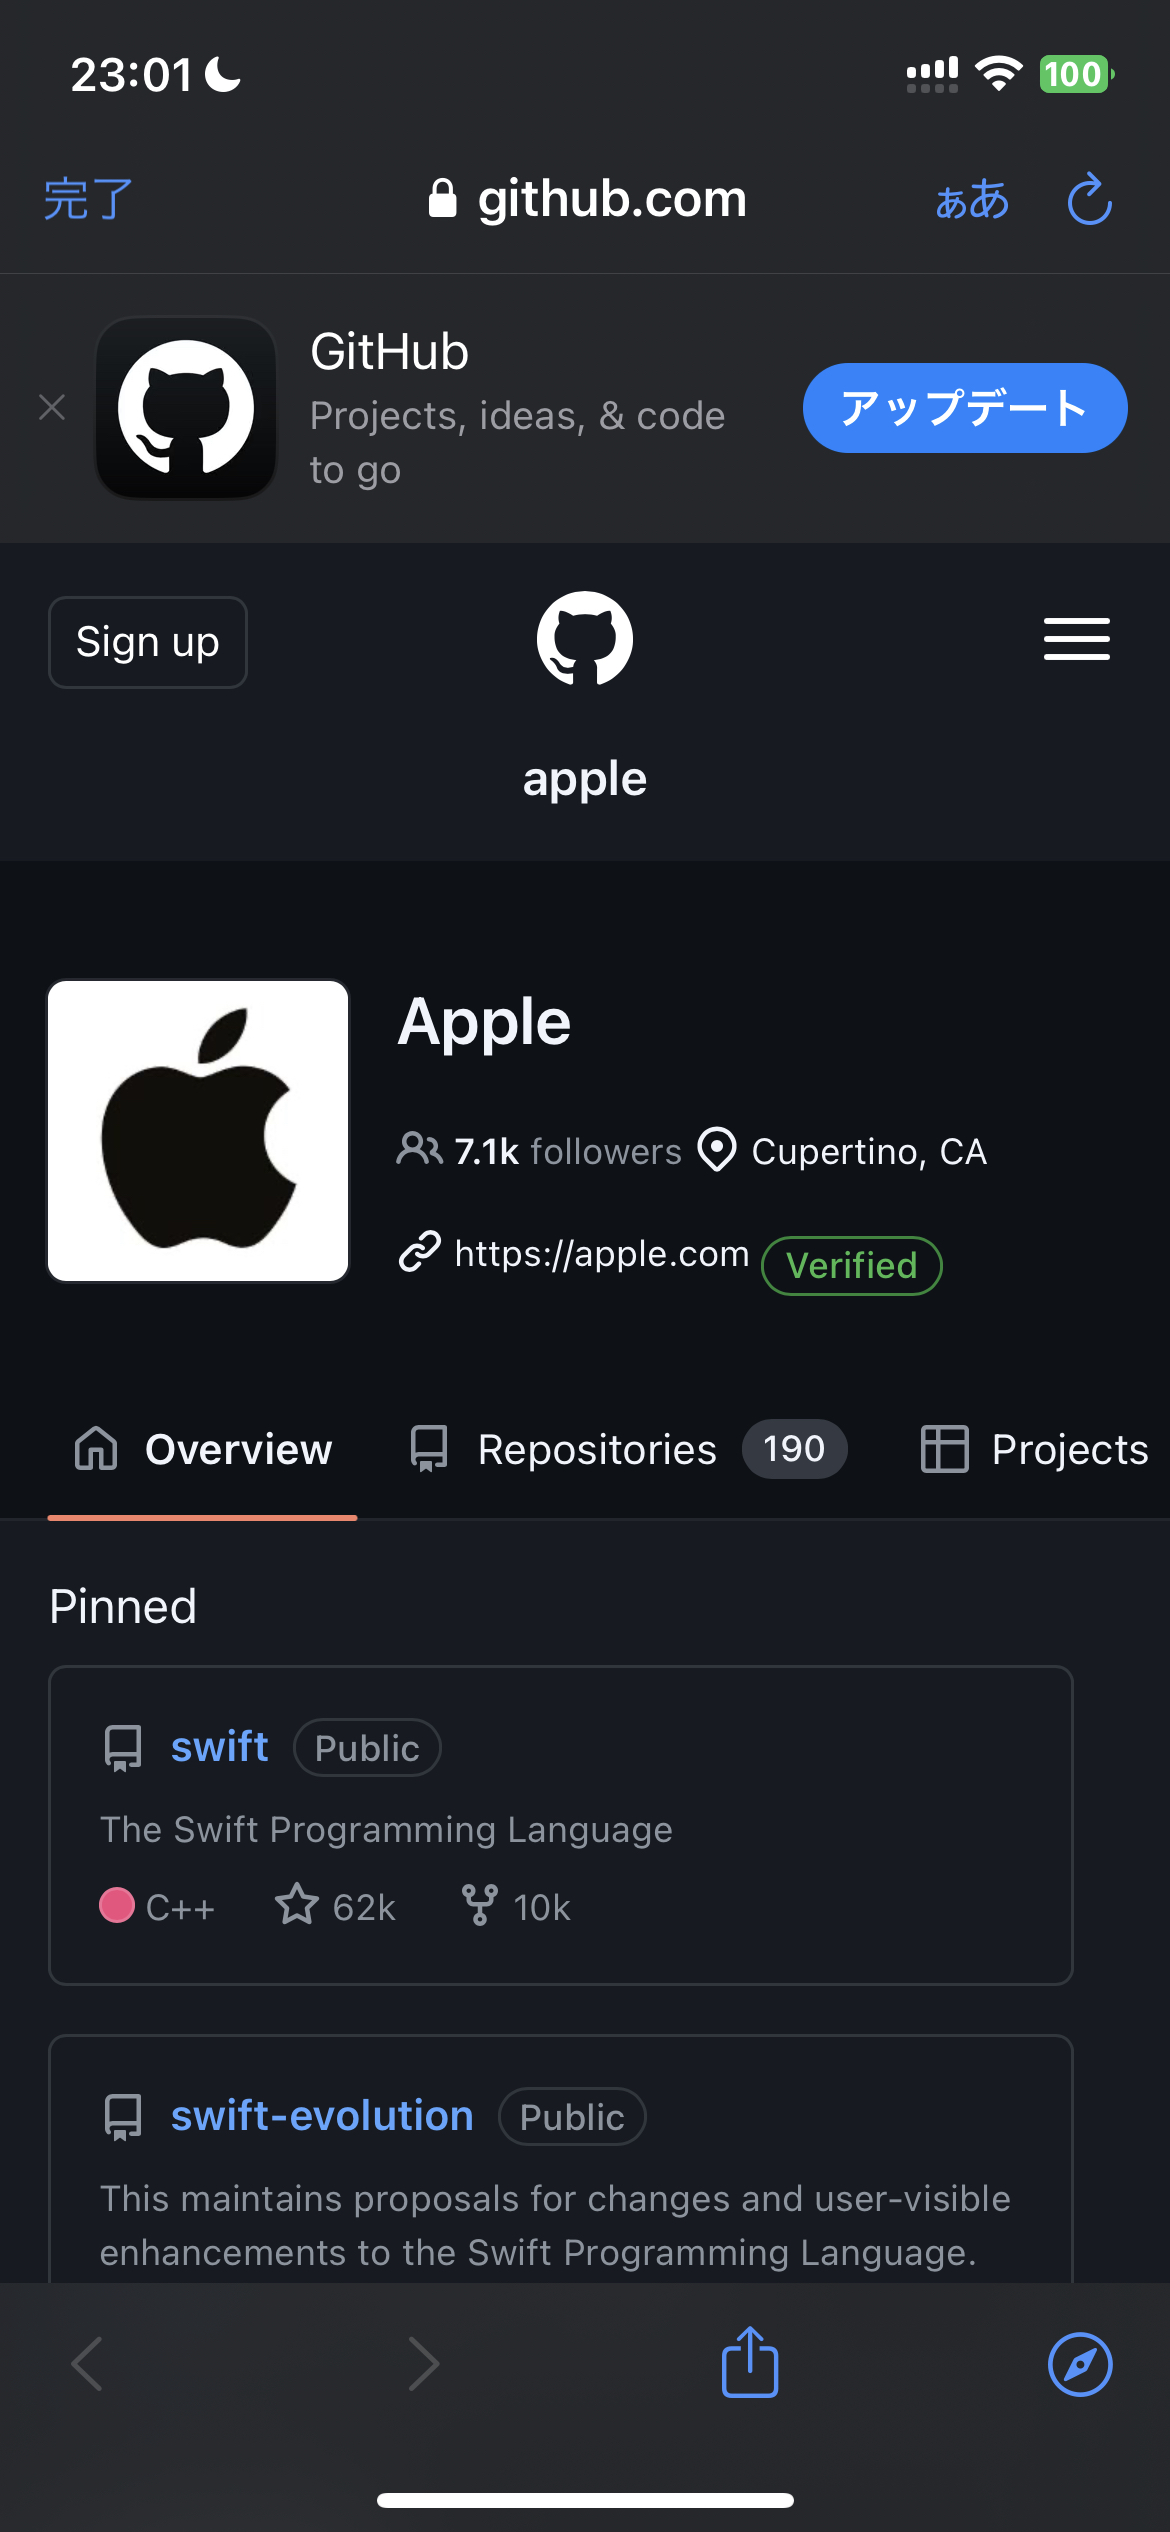 23:01
100
完了
github.com
ぁあ
GitHub
Projects, ideas, & code
to go
アップデート
Sign up
apple
Apple
7.1k followers Cupertino, CA
https://apple.com Verified
Overview Repositories 190 Projects
Pinned
swift Public
The Swift Programming Language
C++ 62k 10k
swift-evolution Public
This maintains proposals for changes and user-visible
enhancements to the Swift Programming Language.